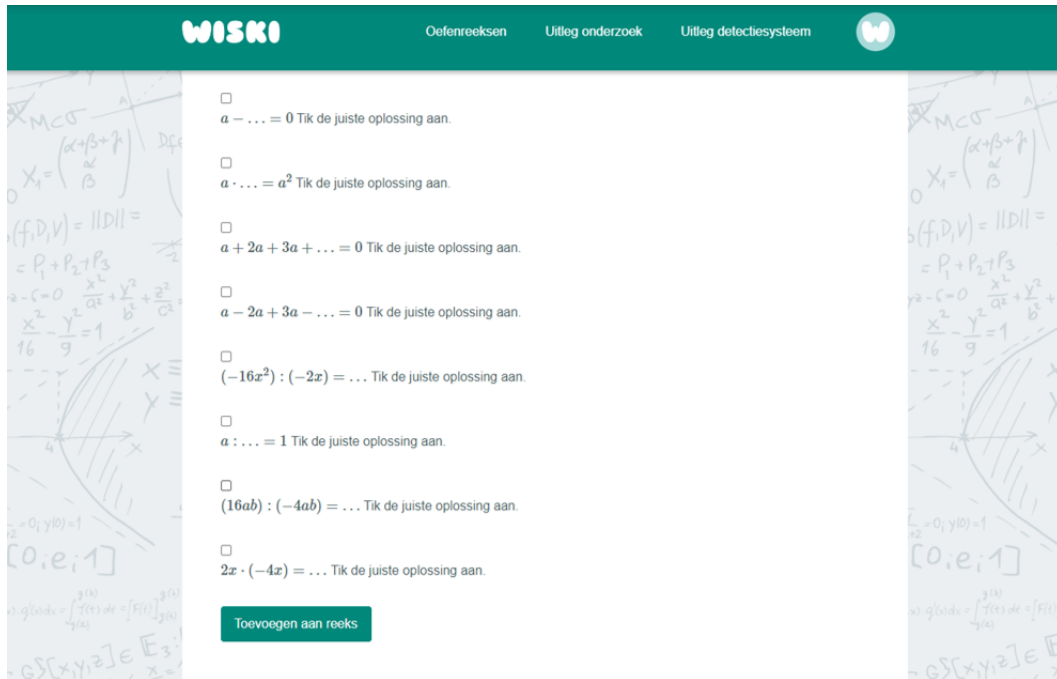 WISKI
Oefenreeksen Uitleg onderzoek Uitleg detectiesysteem
a − … = 0 Tik de juiste oplossing aan.
a · … = a² Tik de juiste oplossing aan.
a + 2a + 3a + … = 0 Tik de juiste oplossing aan.
a − 2a + 3a − … = 0 Tik de juiste oplossing aan.
(−16x²) : (−2x) = … Tik de juiste oplossing aan.
a : … = 1 Tik de juiste oplossing aan.
(16ab) : (−4ab) = … Tik de juiste oplossing aan.
2x · (−4x) = … Tik de juiste oplossing aan.
Toevoegen aan reeks